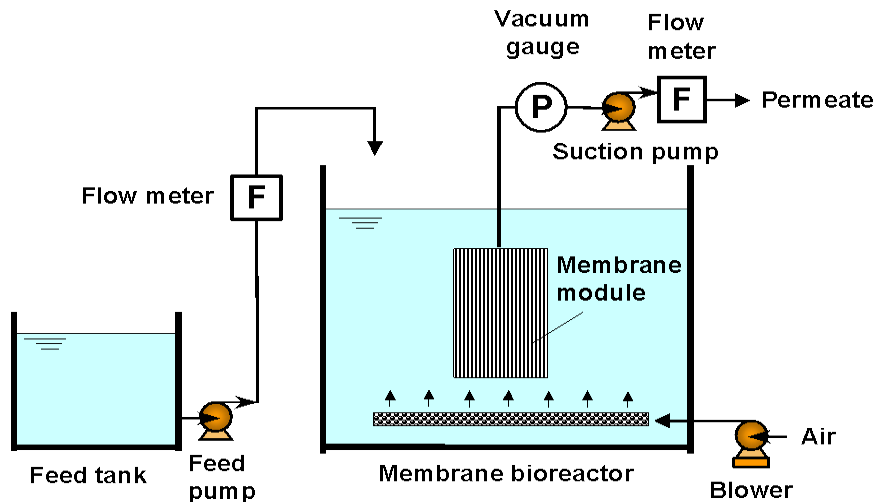 Vacuum
gauge
Flow
meter
P
F
Permeate
Suction pump
Flow meter
F
Membrane
module
Feed tank
Feed
pump
Membrane bioreactor
Air
Blower